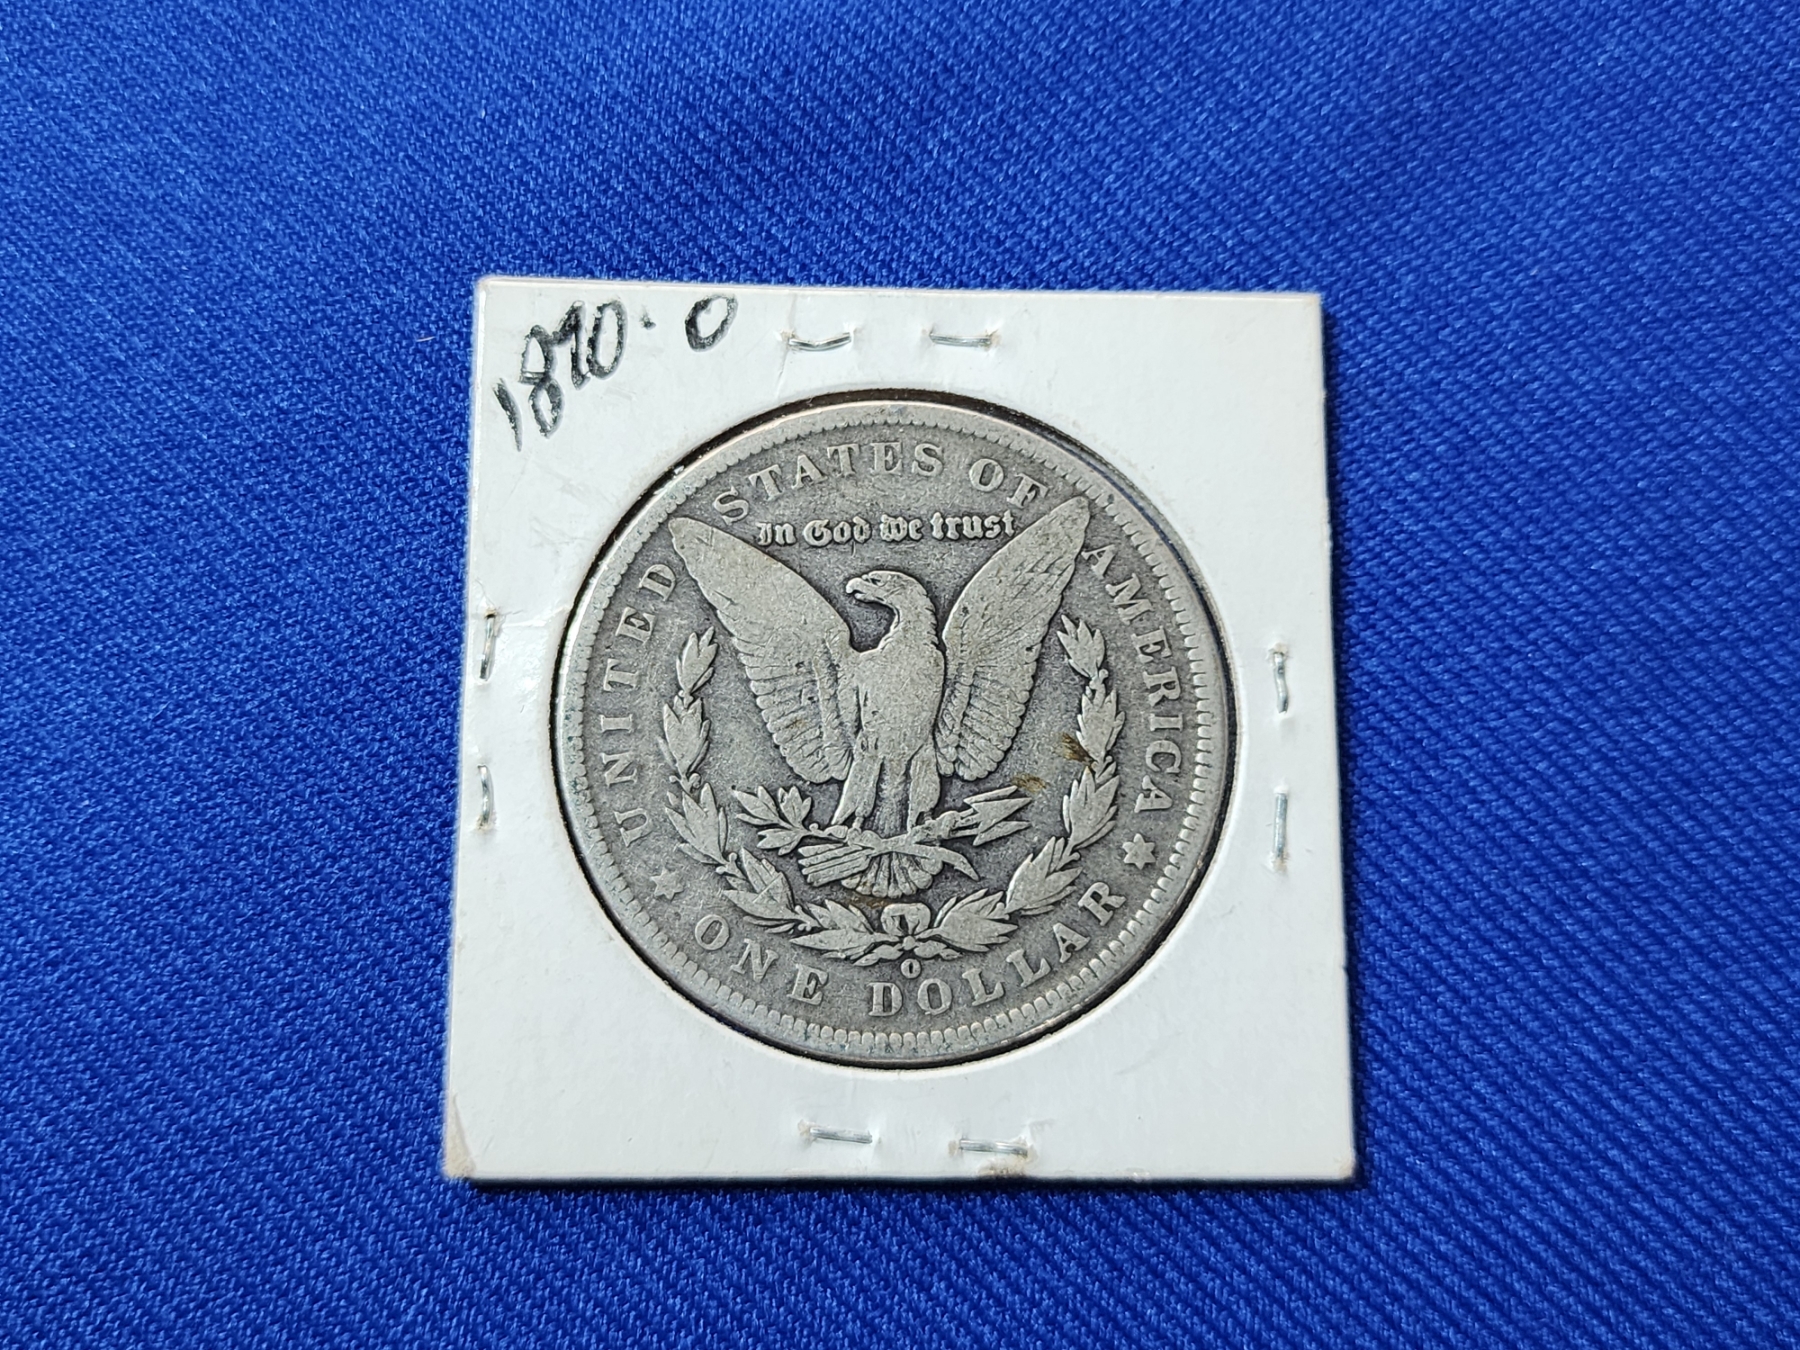 1890-O
UNITED STATES OF AMERICA
In God we trust
O
ONE DOLLAR